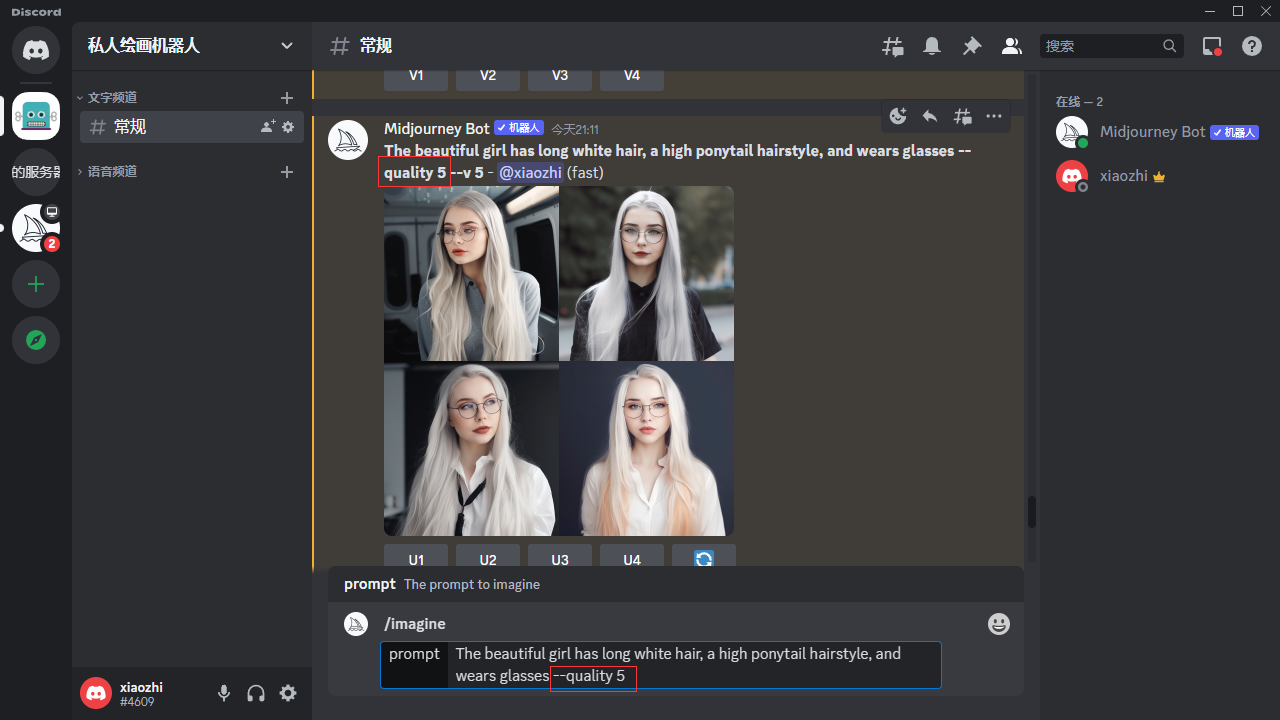 Discord
私人绘画机器人
常规
搜索
文字频道
常规
语音频道
的服务器
2
V1 V2 V3 V4
Midjourney Bot 机器人 今天21:11
The beautiful girl has long white hair, a high ponytail hairstyle, and wears glasses --
quality 5 --v 5 - @xiaozhi (fast)
U1 U2 U3 U4
prompt The prompt to imagine
/imagine
prompt The beautiful girl has long white hair, a high ponytail hairstyle, and
wears glasses --quality 5
在线 — 2
Midjourney Bot 机器人
xiaozhi
xiaozhi
#4609